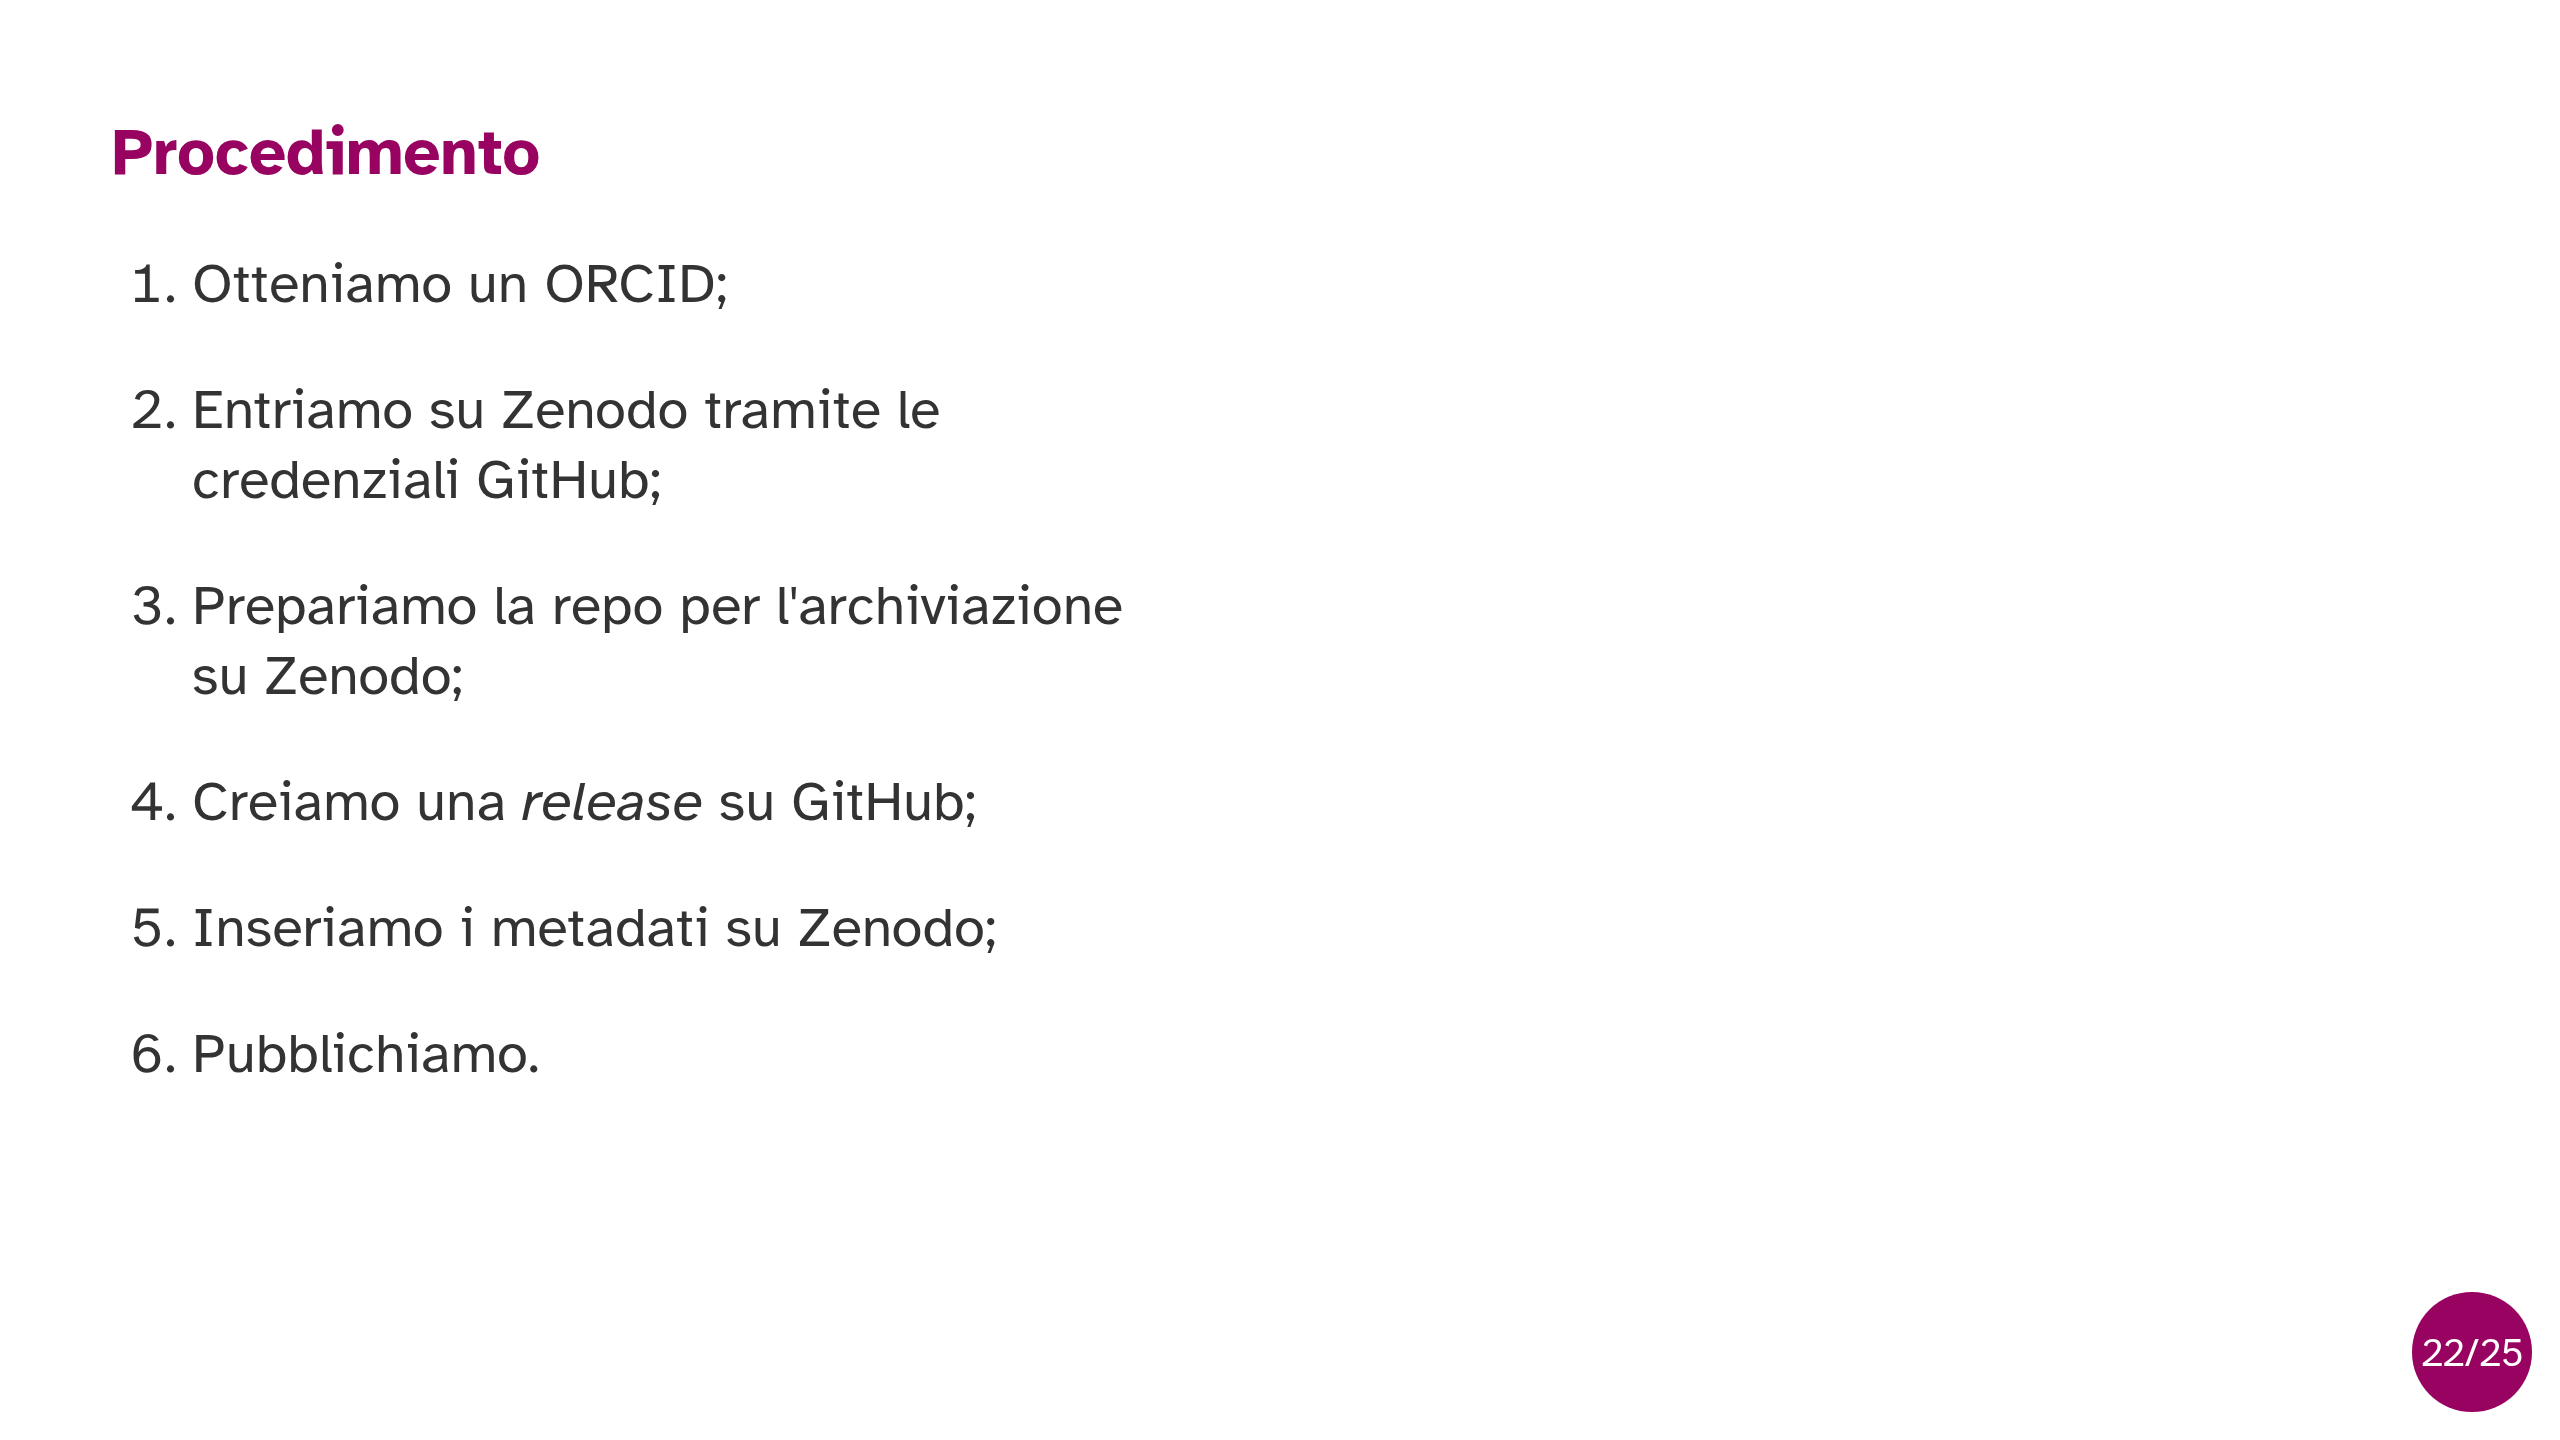 Procedimento
1. Otteniamo un ORCID;
2. Entriamo su Zenodo tramite le
credenziali GitHub;
3. Prepariamo la repo per l'archiviazione
su Zenodo;
4. Creiamo una release su GitHub;
5. Inseriamo i metadati su Zenodo;
6. Pubblichiamo.
22/25